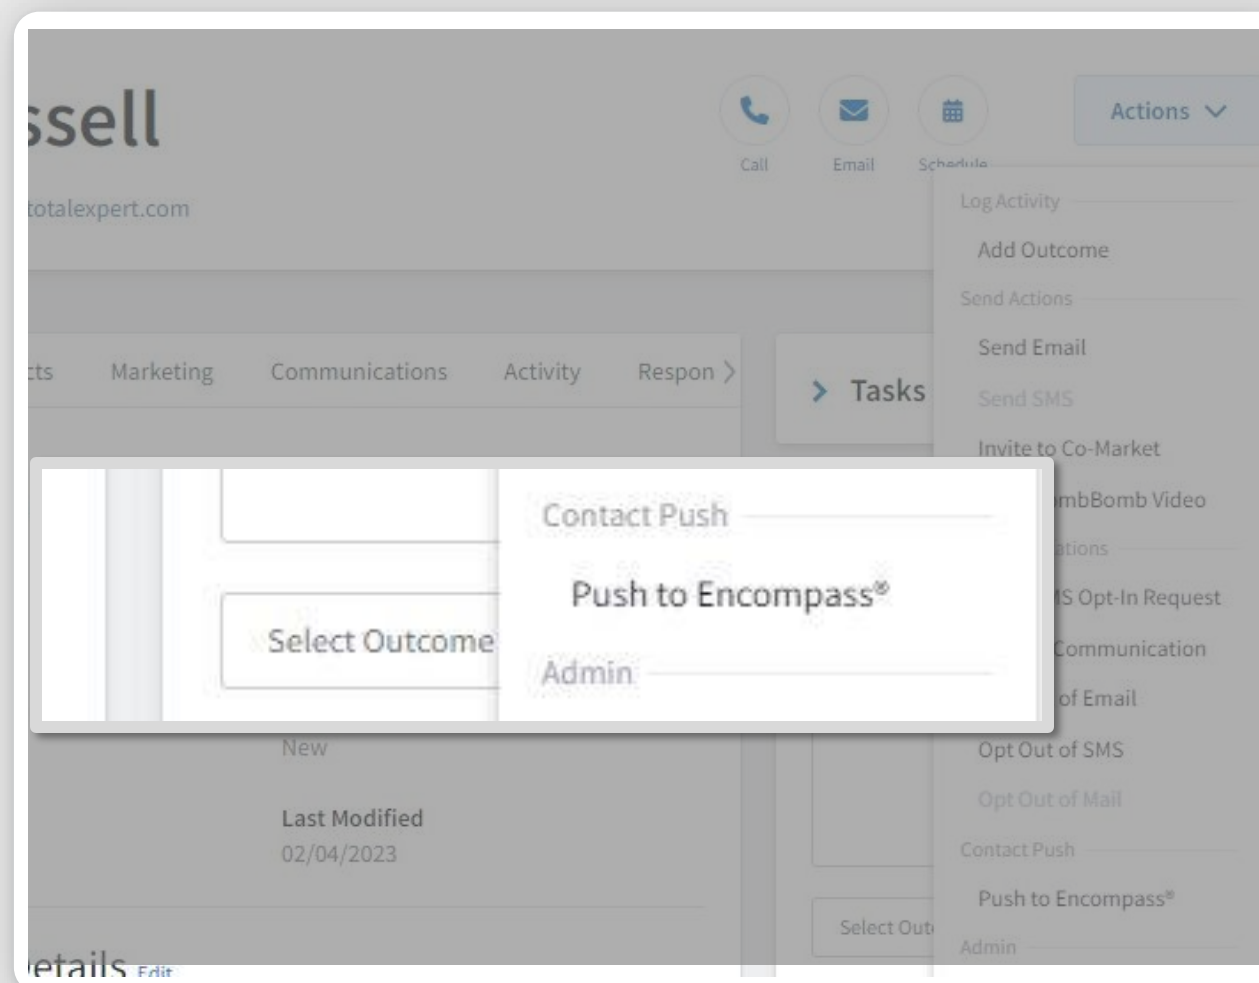 ssell
Call
Email
Schedule
Actions
totalexpert.com
Log Activity
Add Outcome
Send Actions
Send Email
Send SMS
Invite to Co-Market
mbBomb Video
ations
S Opt-In Request
Communication
of Email
Opt Out of SMS
Opt Out of Mail
Contact Push
Push to Encompass®
Admin
cts
Marketing
Communications
Activity
Respon
Tasks
Contact Push
Push to Encompass®
Select Outcome
Admin
New
Last Modified
02/04/2023
Select Out
etails Edit